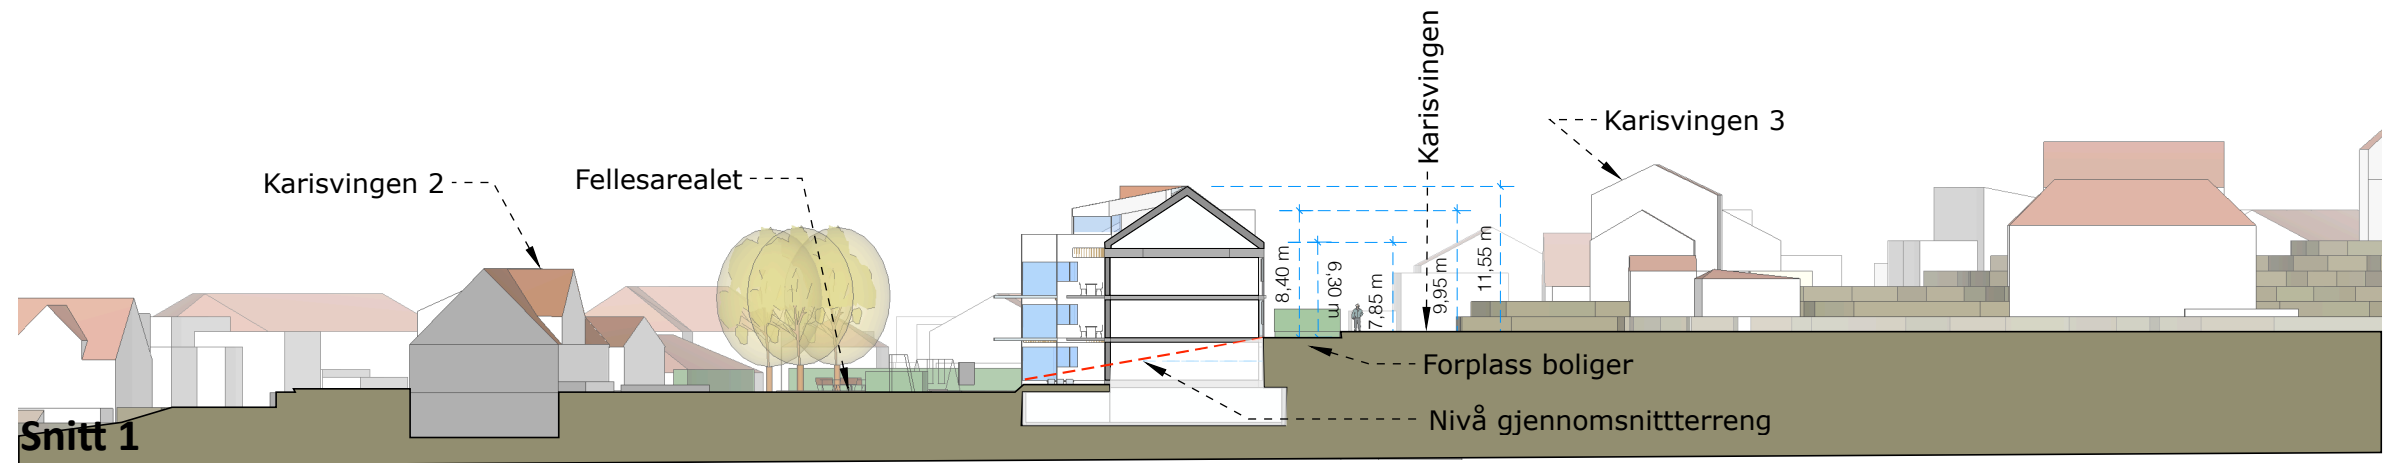 Karisvingen
Karisvingen 3
Karisvingen 2
Fellesarealet
8,40 m
6,30 m
7,85 m
9,95 m
11,55 m
Forplass boliger
Nivå gjennomsnittterreng
Snitt 1